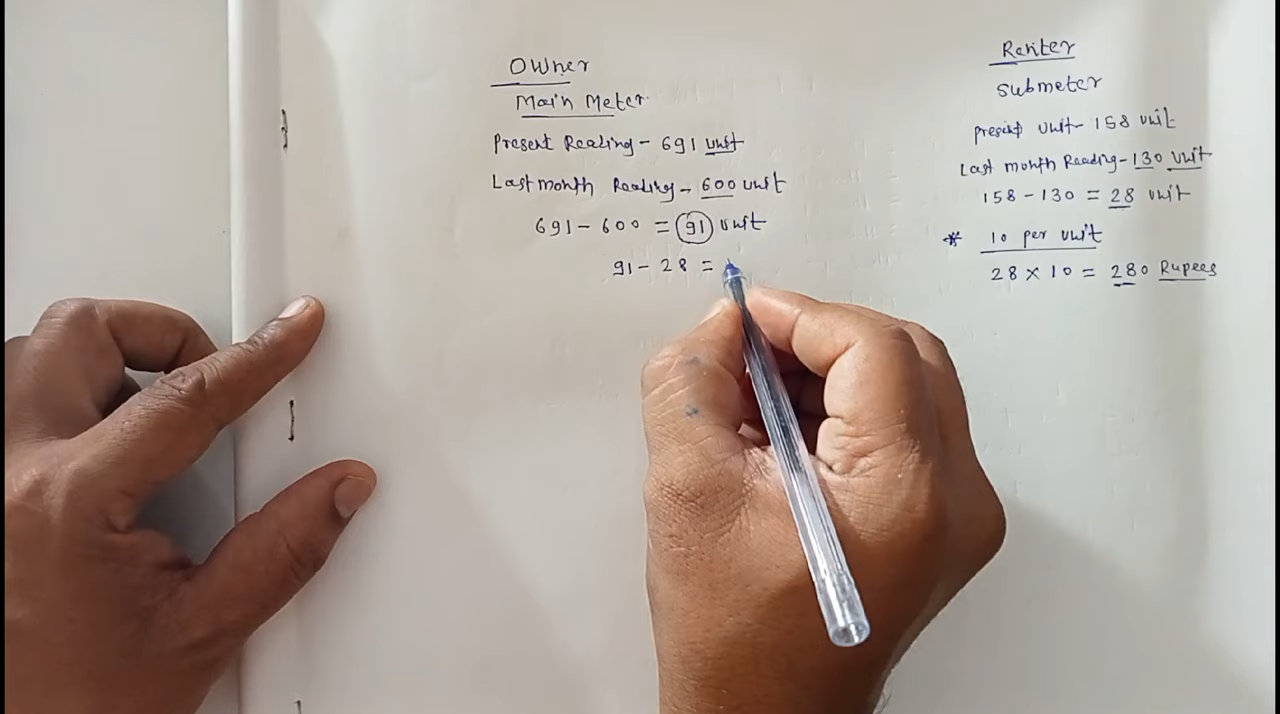 Owner
Main Meter
Present Reading - 691 unit
Last month Reading - 600 unit
691 - 600 = 91 unit
91 - 28 =
Renter
Submeter
present unit - 158 unit
Last month Reading - 130 unit
158 - 130 = 28 unit
* 10 per unit
28 × 10 = 280 Rupees